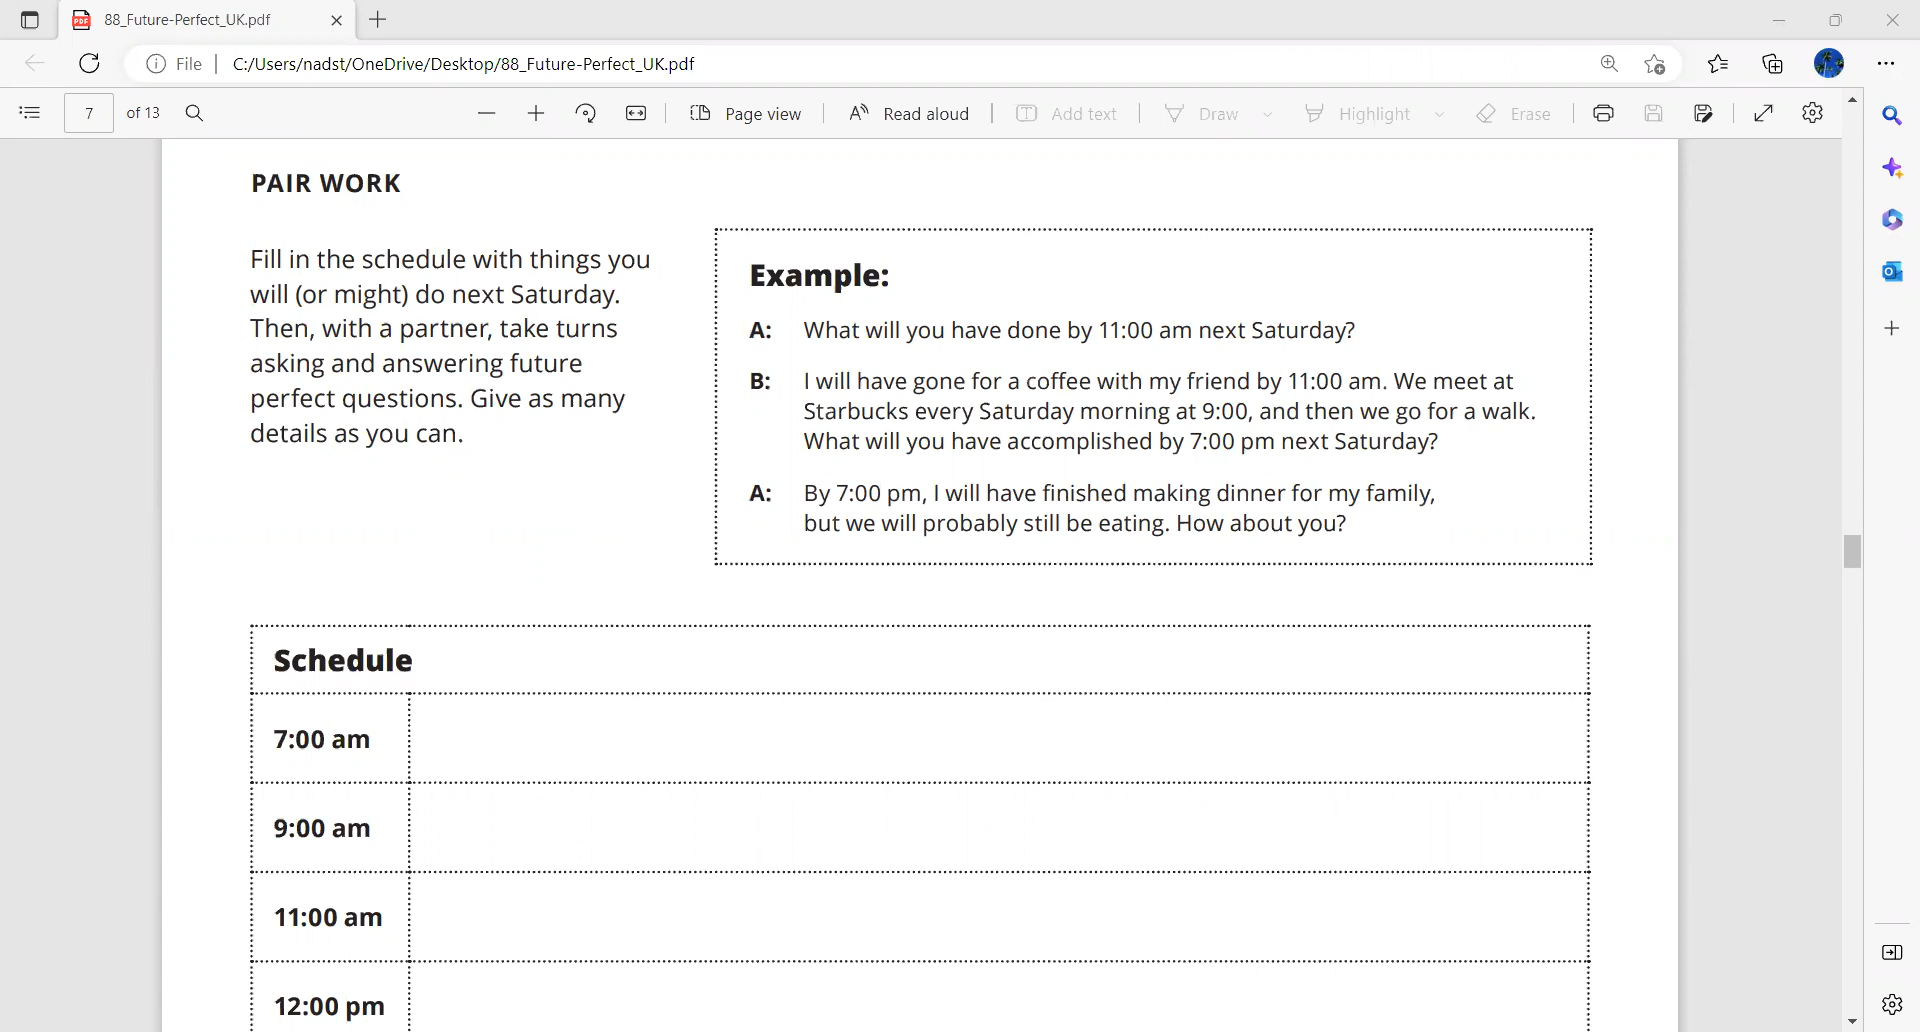 88_Future-Perfect_UK.pdf
File
C:/Users/nadst/OneDrive/Desktop/88_Future-Perfect_UK.pdf
7 of 13
Page view
Read aloud
Add text
Draw
Highlight
Erase
PAIR WORK
Fill in the schedule with things you
will (or might) do next Saturday.
Then, with a partner, take turns
asking and answering future
perfect questions. Give as many
details as you can.
Example:
A: What will you have done by 11:00 am next Saturday?
B: I will have gone for a coffee with my friend by 11:00 am. We meet at
Starbucks every Saturday morning at 9:00, and then we go for a walk.
What will you have accomplished by 7:00 pm next Saturday?
A: By 7:00 pm, I will have finished making dinner for my family,
but we will probably still be eating. How about you?
Schedule
7:00 am
9:00 am
11:00 am
12:00 pm